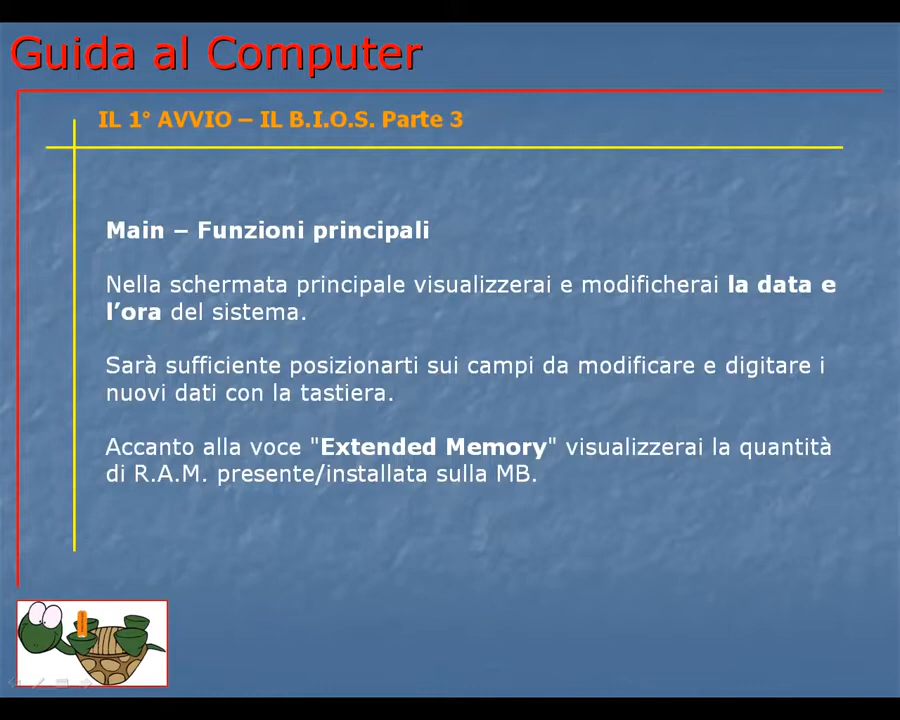 Guida al Computer
IL 1° AVVIO – IL B.I.O.S. Parte 3
Main – Funzioni principali
Nella schermata principale visualizzerai e modificherai la data e
l’ora del sistema.
Sarà sufficiente posizionarti sui campi da modificare e digitare i
nuovi dati con la tastiera.
Accanto alla voce "Extended Memory" visualizzerai la quantità
di R.A.M. presente/installata sulla MB.